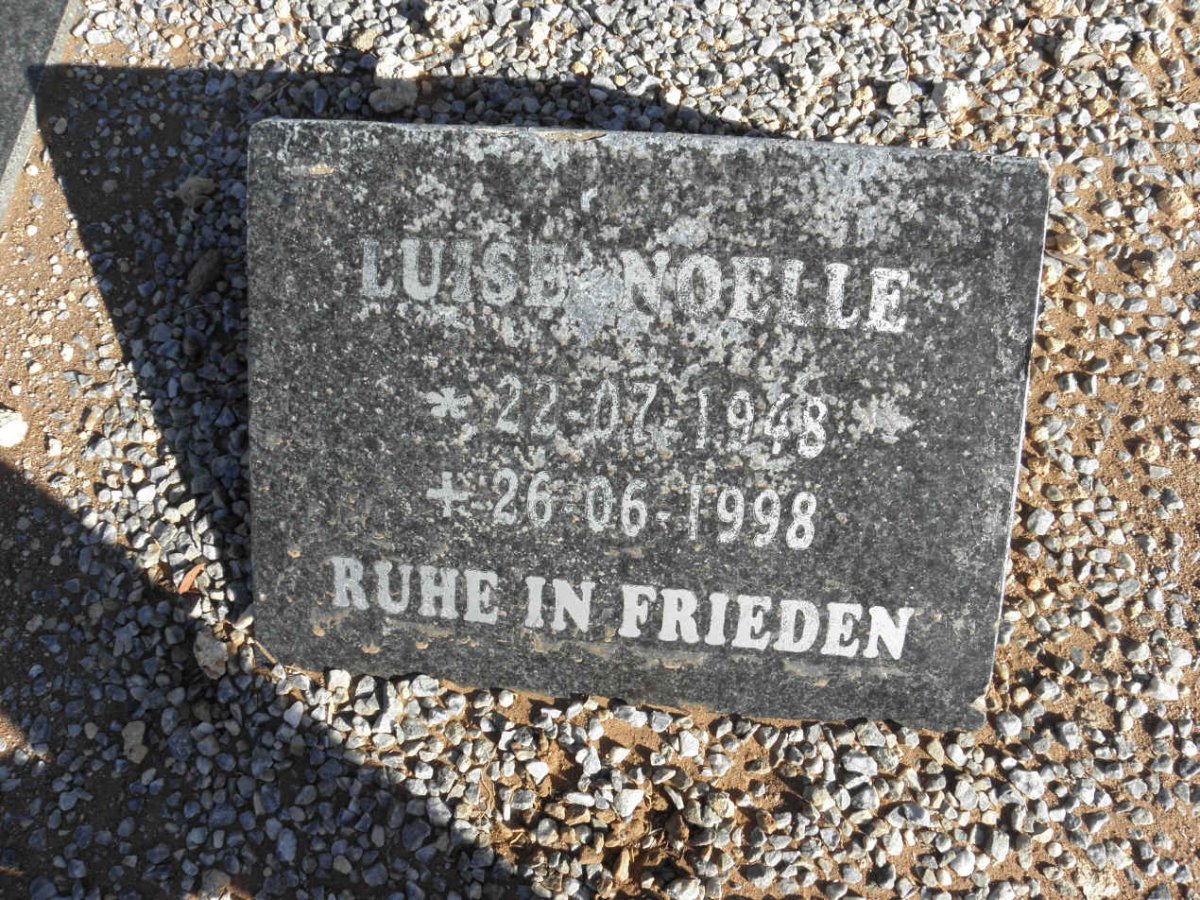 LUISE NOELLE
* 22-07-1948
+ 26-06-1998
RUHE IN FRIEDEN